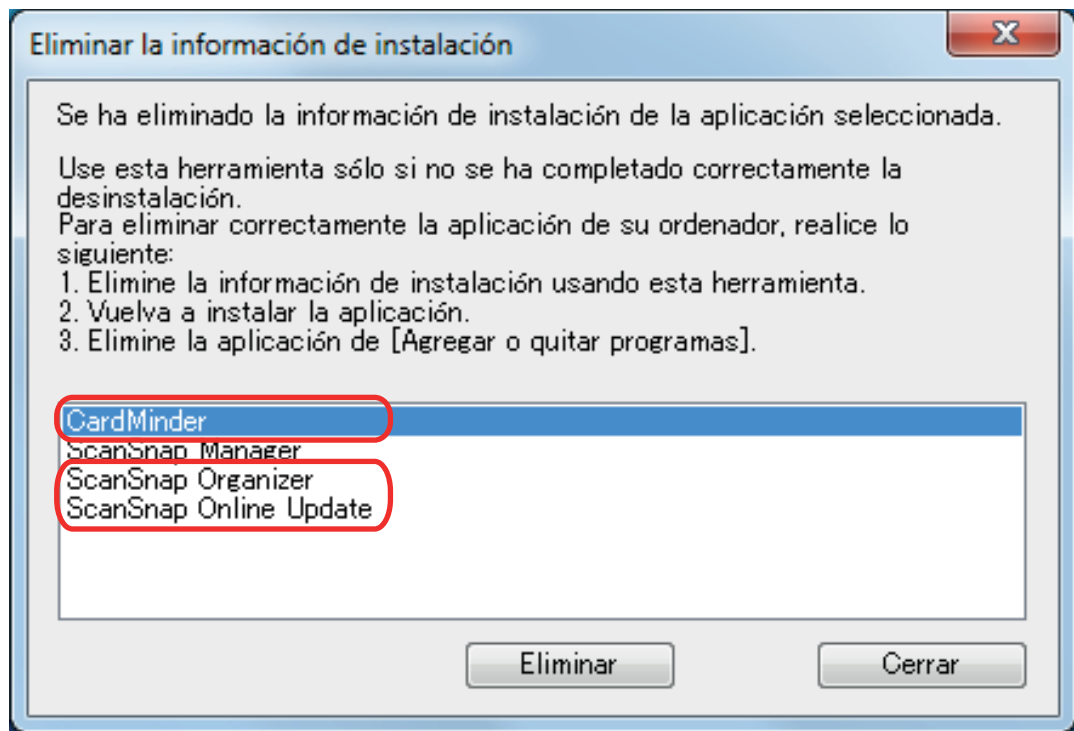 Eliminar la información de instalación
Se ha eliminado la información de instalación de la aplicación seleccionada.
Use esta herramienta sólo si no se ha completado correctamente la
desinstalación.
Para eliminar correctamente la aplicación de su ordenador, realice lo
siguiente:
1. Elimine la información de instalación usando esta herramienta.
2. Vuelva a instalar la aplicación.
3. Elimine la aplicación de [Agregar o quitar programas].
CardMinder
ScanSnap Manager
ScanSnap Organizer
ScanSnap Online Update
Eliminar
Cerrar